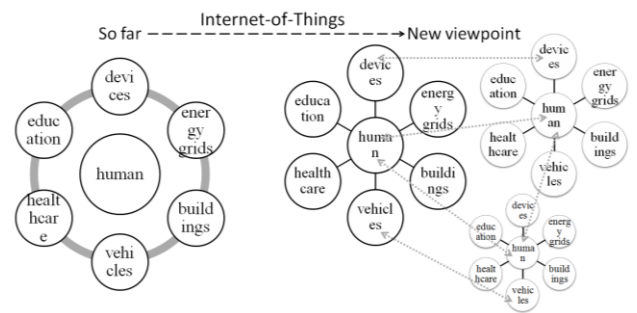 Internet-of-Things
So far
New viewpoint
devi
ces
educ
ation
ener
gy
grids
human
healt
hcar
e
build
ings
vehi
cles
devic
es
educa
tion
energ
y
grids
huma
n
health
care
buildi
ngs
vehicl
es
devic
es
educ
ation
ener
gy
grids
hum
an
healt
hcare
build
ings
vehic
les
devic
es
educ
ation
energ
y
grids
huma
n
healt
hcare
build
ings
vehic
les